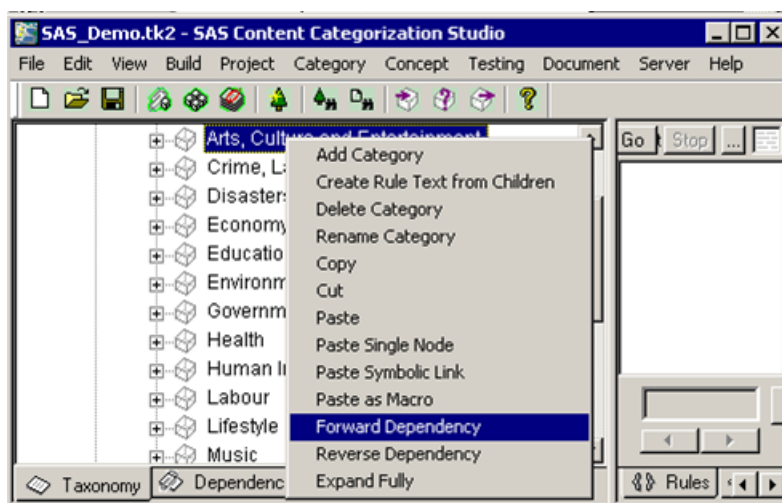 SAS_Demo.tk2 - SAS Content Categorization Studio
File Edit View Build Project Category Concept Testing Document Server Help
Arts, Culture and Entertainment
Go Stop ...
Crime, L
Disaster
Economy
Educatio
Environm
Governm
Health
Human I
Labour
Lifestyle
Music
Add Category
Create Rule Text from Children
Delete Category
Rename Category
Copy
Cut
Paste
Paste Single Node
Paste Symbolic Link
Paste as Macro
Forward Dependency
Reverse Dependency
Expand Fully
Taxonomy Dependenc Rules